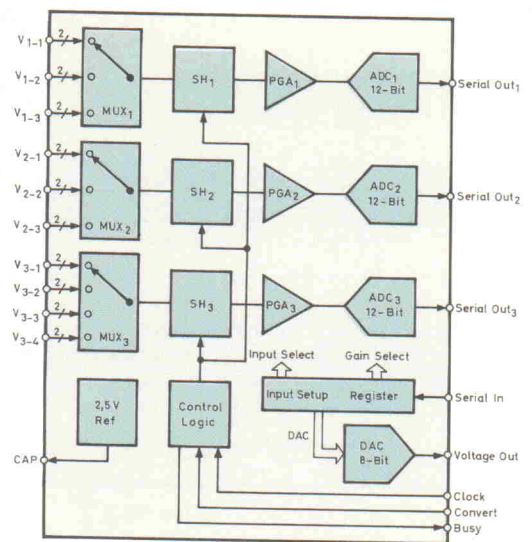 V1-1 2
V1-2 2
V1-3 2
MUX1
SH1
PGA1
ADC1
12-Bit
Serial Out1
V2-1 2
V2-2 2
V2-3 2
MUX2
SH2
PGA2
ADC2
12-Bit
Serial Out2
V3-1 2
V3-2 2
V3-3 2
V3-4 2
MUX3
SH3
PGA3
ADC3
12-Bit
Serial Out3
Input Select
Gain Select
2,5 V
Ref
Control
Logic
Input Setup
Register
Serial In
DAC
DAC
8-Bit
Voltage Out
CAP
Clock
Convert
Busy